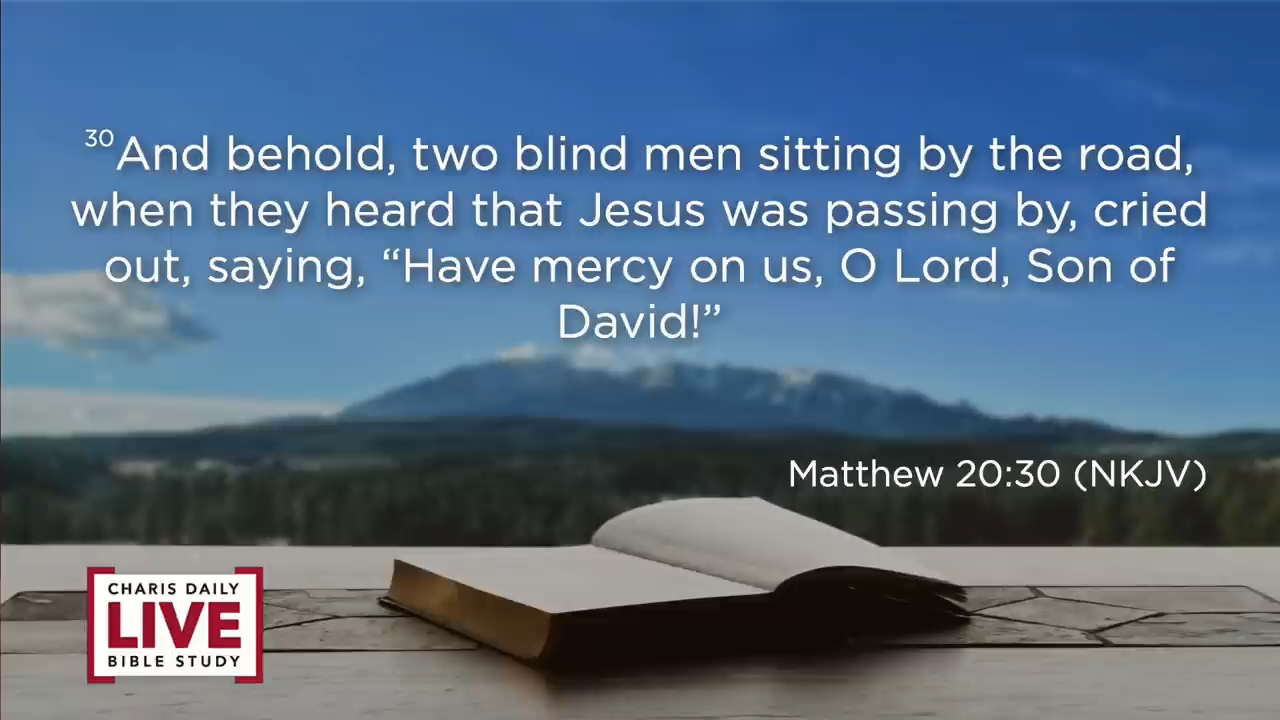 30And behold, two blind men sitting by the road,
when they heard that Jesus was passing by, cried
out, saying, “Have mercy on us, O Lord, Son of
David!”
Matthew 20:30 (NKJV)
CHARIS DAILY
LIVE
BIBLE STUDY